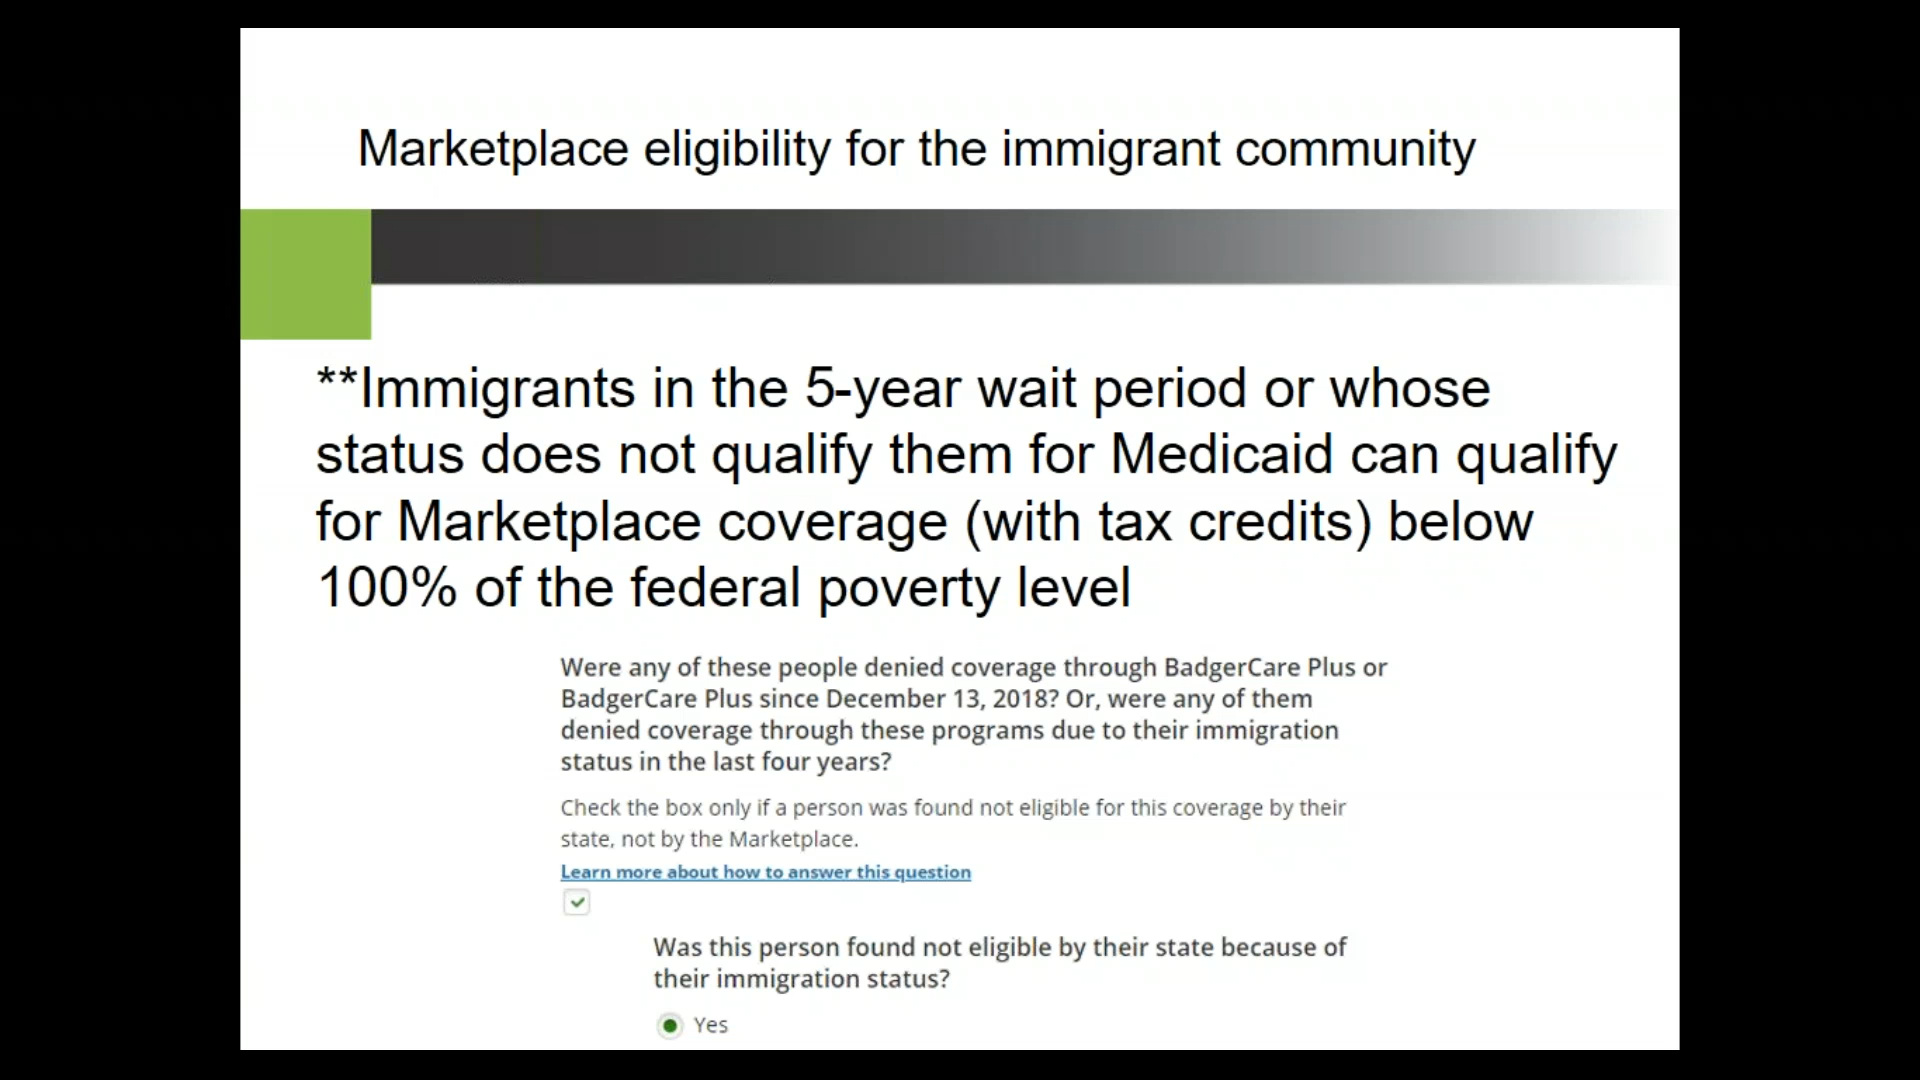 Marketplace eligibility for the immigrant community
**Immigrants in the 5-year wait period or whose
status does not qualify them for Medicaid can qualify
for Marketplace coverage (with tax credits) below
100% of the federal poverty level
Were any of these people denied coverage through BadgerCare Plus or
BadgerCare Plus since December 13, 2018? Or, were any of them
denied coverage through these programs due to their immigration
status in the last four years?
Check the box only if a person was found not eligible for this coverage by their
state, not by the Marketplace.
Learn more about how to answer this question
Was this person found not eligible by their state because of
their immigration status?
Yes